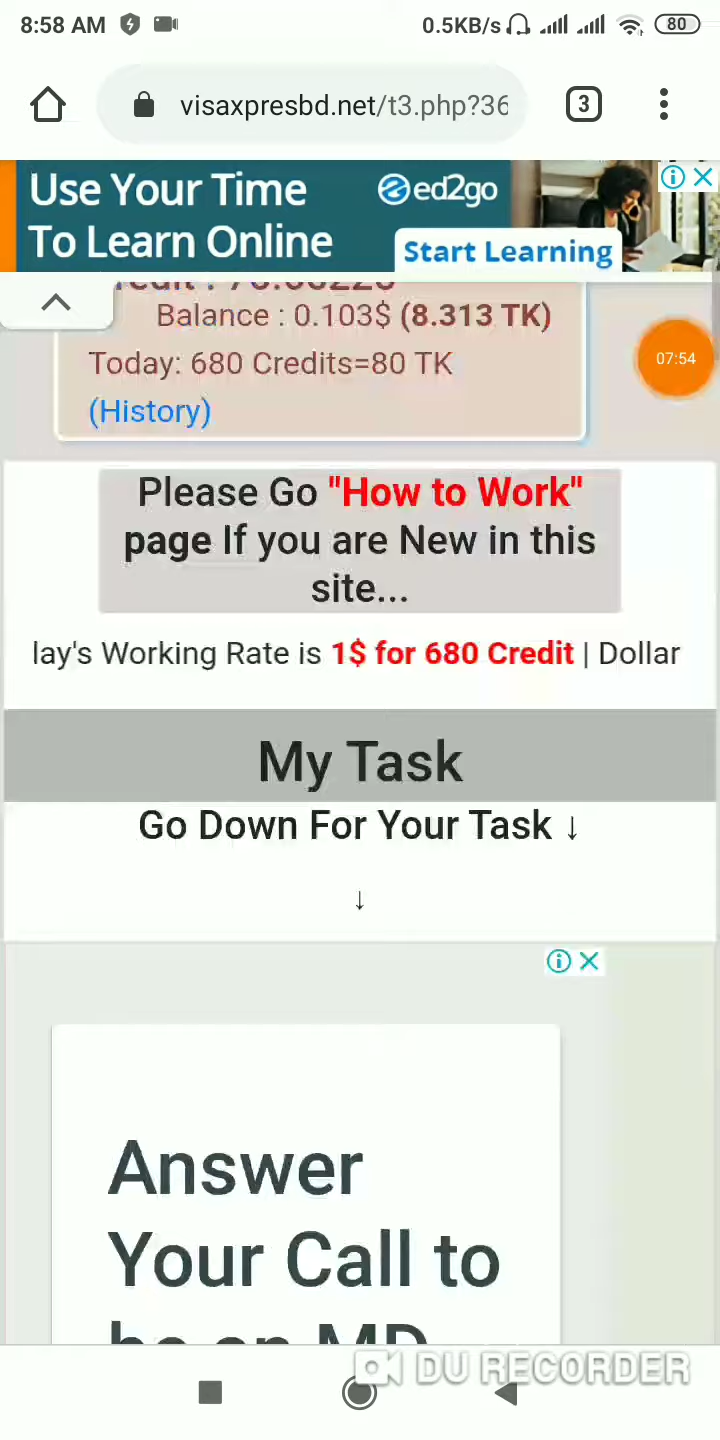 8:58 AM
0.5KB/s
80
visaxpresbd.net/t3.php?36
3
Use Your Time
To Learn Online
ed2go
Start Learning
Balance : 0.103$ (8.313 TK)
Today: 680 Credits=80 TK
(History)
07:54
Please Go "How to Work"
page If you are New in this
site...
lay's Working Rate is 1$ for 680 Credit | Dollar
My Task
Go Down For Your Task ↓
↓
Answer
Your Call to
be an MD
DU RECORDER